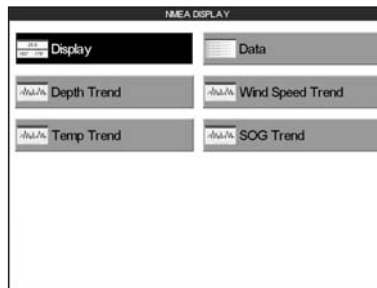 NMEA DISPLAY
Display
Data
Depth Trend
Wind Speed Trend
Temp Trend
SOG Trend